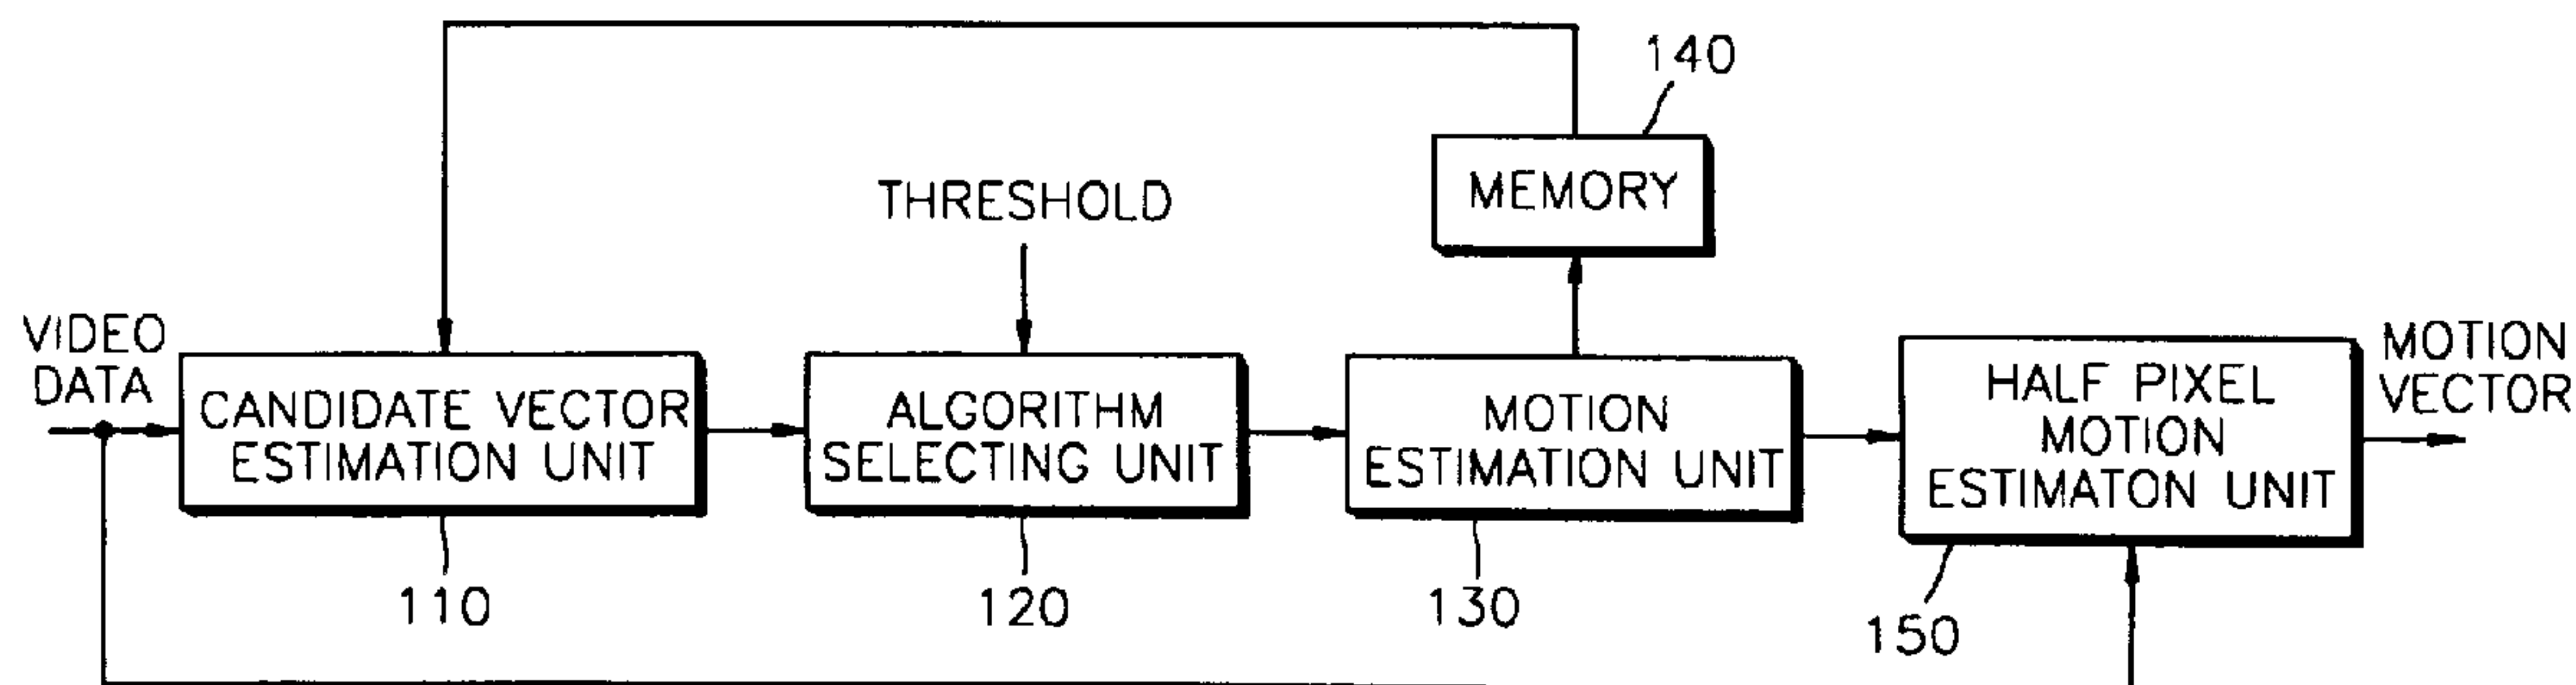 140
MEMORY
THRESHOLD
VIDEO
DATA
CANDIDATE VECTOR
ESTIMATION UNIT
ALGORITHM
SELECTING UNIT
MOTION
ESTIMATION UNIT
HALF PIXEL
MOTION
ESTIMATON UNIT
MOTION
VECTOR
110
120
130
150